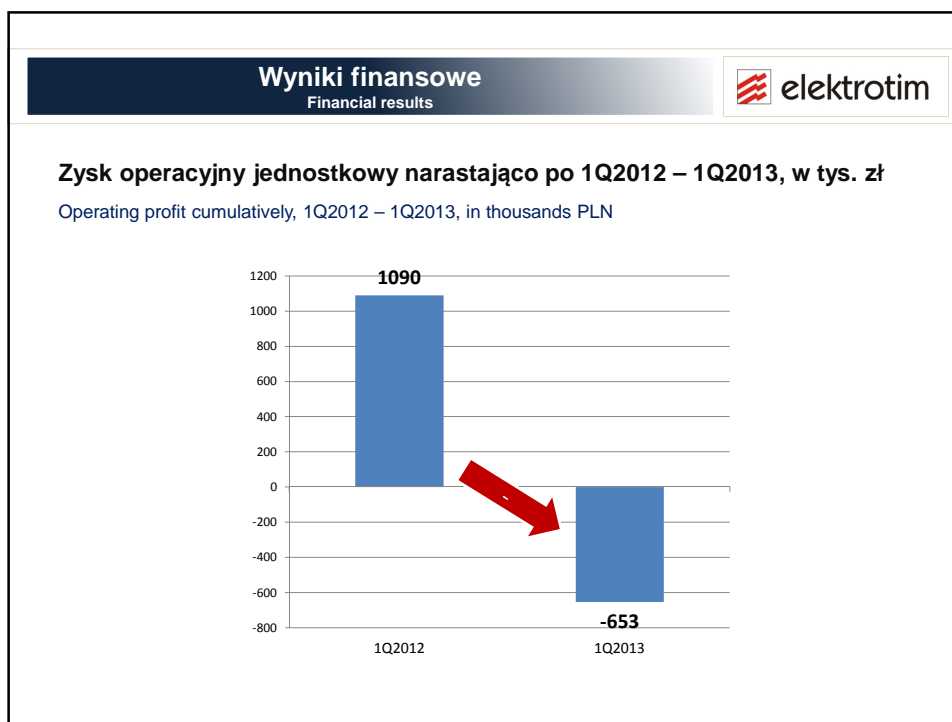 Wyniki finansowe
Financial results
elektrotim
Zysk operacyjny jednostkowy narastająco po 1Q2012 – 1Q2013, w tys. zł
Operating profit cumulatively, 1Q2012 – 1Q2013, in thousands PLN
1200
1090
1000
800
600
400
200
0
-
-200
-400
-600
-653
-800
1Q2012
1Q2013